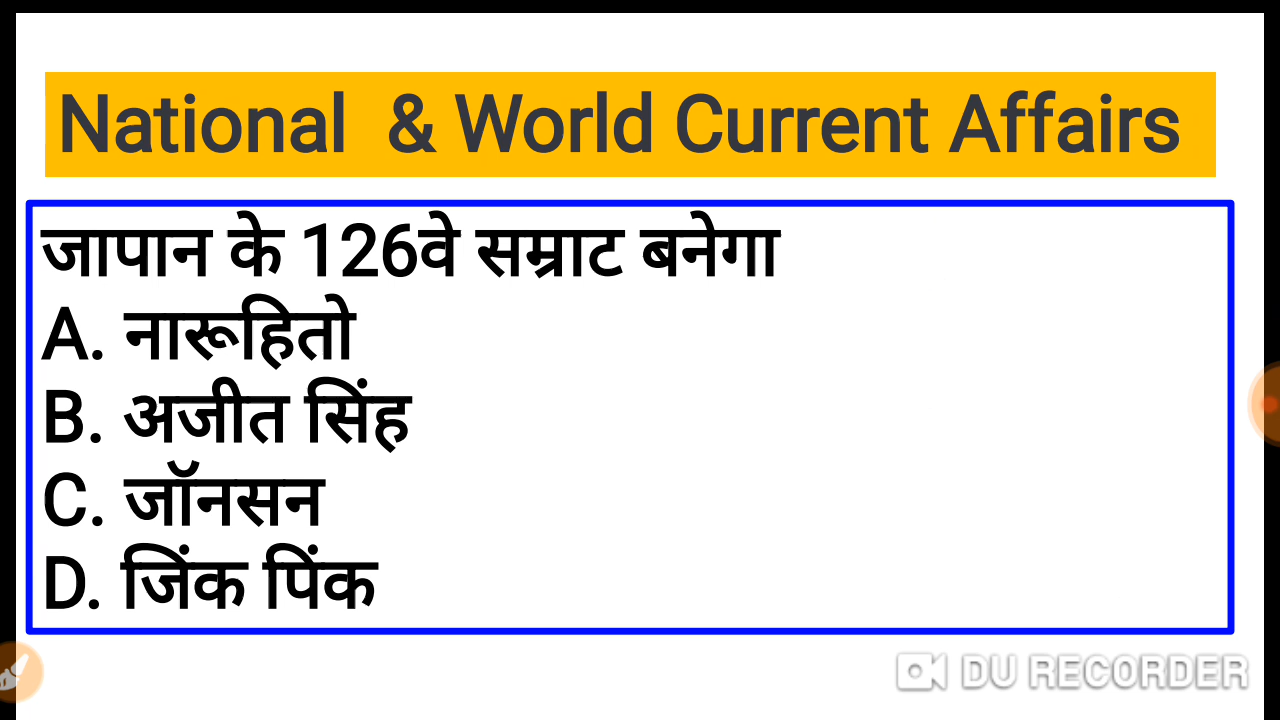 National & World Current Affairs
जापान के 126वे सम्राट बनेगा
A. नारूहितो
B. अजीत सिंह
C. जॉनसन
D. जिंक पिंक
DU RECORDER